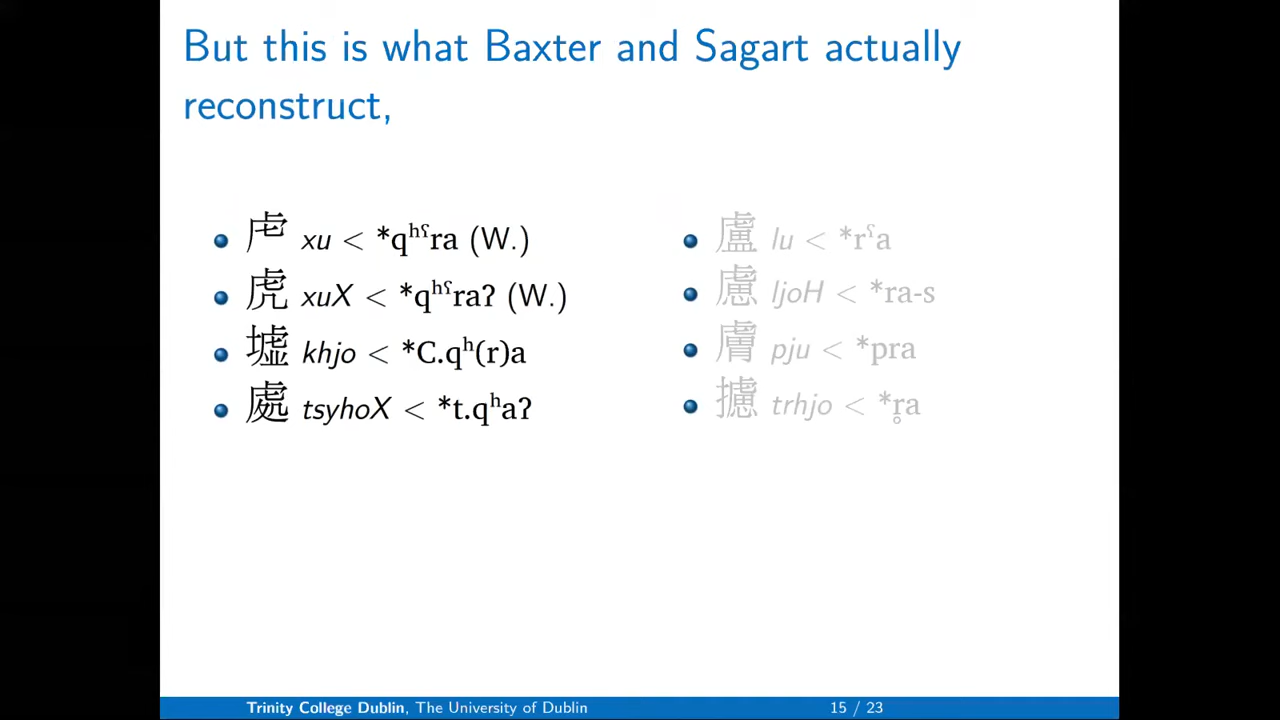 But this is what Baxter and Sagart actually
reconstruct,
虍 xu < *qʰˤra (W.)
虎 xuX < *qʰˤraʔ (W.)
墟 khjo < *C.qʰ(r)a
處 tsyhoX < *t.qʰaʔ
盧 lu < *rˤa
慮 ljoH < *ra-s
膚 pju < *pra
攄 trhjo < *r̥a
Trinity College Dublin, The University of Dublin 15 / 23